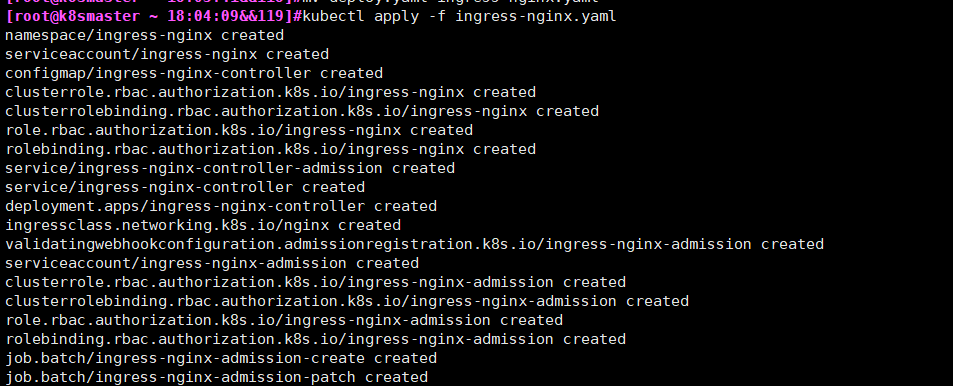 [root@k8smaster ~ 18:04:09&&119]#kubectl apply -f ingress-nginx.yaml
namespace/ingress-nginx created
serviceaccount/ingress-nginx created
configmap/ingress-nginx-controller created
clusterrole.rbac.authorization.k8s.io/ingress-nginx created
clusterrolebinding.rbac.authorization.k8s.io/ingress-nginx created
role.rbac.authorization.k8s.io/ingress-nginx created
rolebinding.rbac.authorization.k8s.io/ingress-nginx created
service/ingress-nginx-controller-admission created
service/ingress-nginx-controller created
deployment.apps/ingress-nginx-controller created
ingressclass.networking.k8s.io/nginx created
validatingwebhookconfiguration.admissionregistration.k8s.io/ingress-nginx-admission created
serviceaccount/ingress-nginx-admission created
clusterrole.rbac.authorization.k8s.io/ingress-nginx-admission created
clusterrolebinding.rbac.authorization.k8s.io/ingress-nginx-admission created
role.rbac.authorization.k8s.io/ingress-nginx-admission created
rolebinding.rbac.authorization.k8s.io/ingress-nginx-admission created
job.batch/ingress-nginx-admission-create created
job.batch/ingress-nginx-admission-patch created